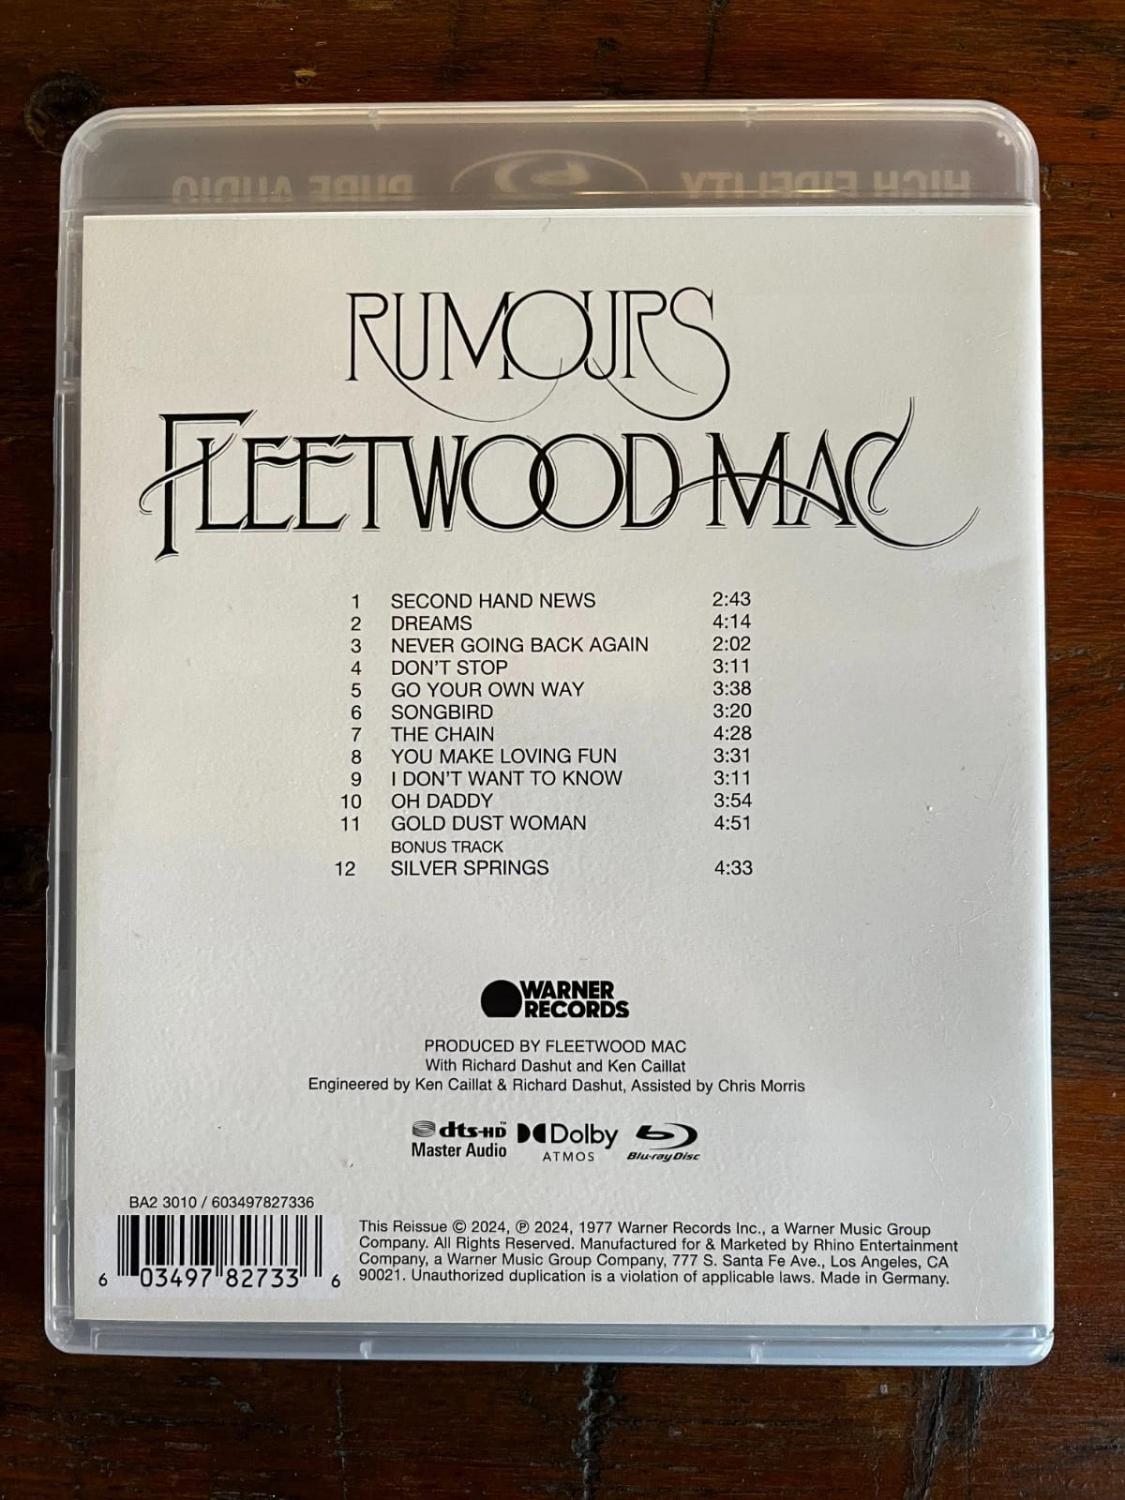 HIGH FIDELITY PURE AUDIO
RUMOURS
FLEETWOOD MAC
1 SECOND HAND NEWS 2:43
2 DREAMS 4:14
3 NEVER GOING BACK AGAIN 2:02
4 DON'T STOP 3:11
5 GO YOUR OWN WAY 3:38
6 SONGBIRD 3:20
7 THE CHAIN 4:28
8 YOU MAKE LOVING FUN 3:31
9 I DON'T WANT TO KNOW 3:11
10 OH DADDY 3:54
11 GOLD DUST WOMAN 4:51
BONUS TRACK
12 SILVER SPRINGS 4:33
WARNER
RECORDS
PRODUCED BY FLEETWOOD MAC
With Richard Dashut and Ken Caillat
Engineered by Ken Caillat & Richard Dashut, Assisted by Chris Morris
dts-HD™ Dolby
Master Audio ATMOS Blu-ray Disc
BA2 3010 / 603497827336
6 03497 82733 6
This Reissue © 2024, ℗ 2024, 1977 Warner Records Inc., a Warner Music Group
Company. All Rights Reserved. Manufactured for & Marketed by Rhino Entertainment
Company, a Warner Music Group Company, 777 S. Santa Fe Ave., Los Angeles, CA
90021. Unauthorized duplication is a violation of applicable laws. Made in Germany.